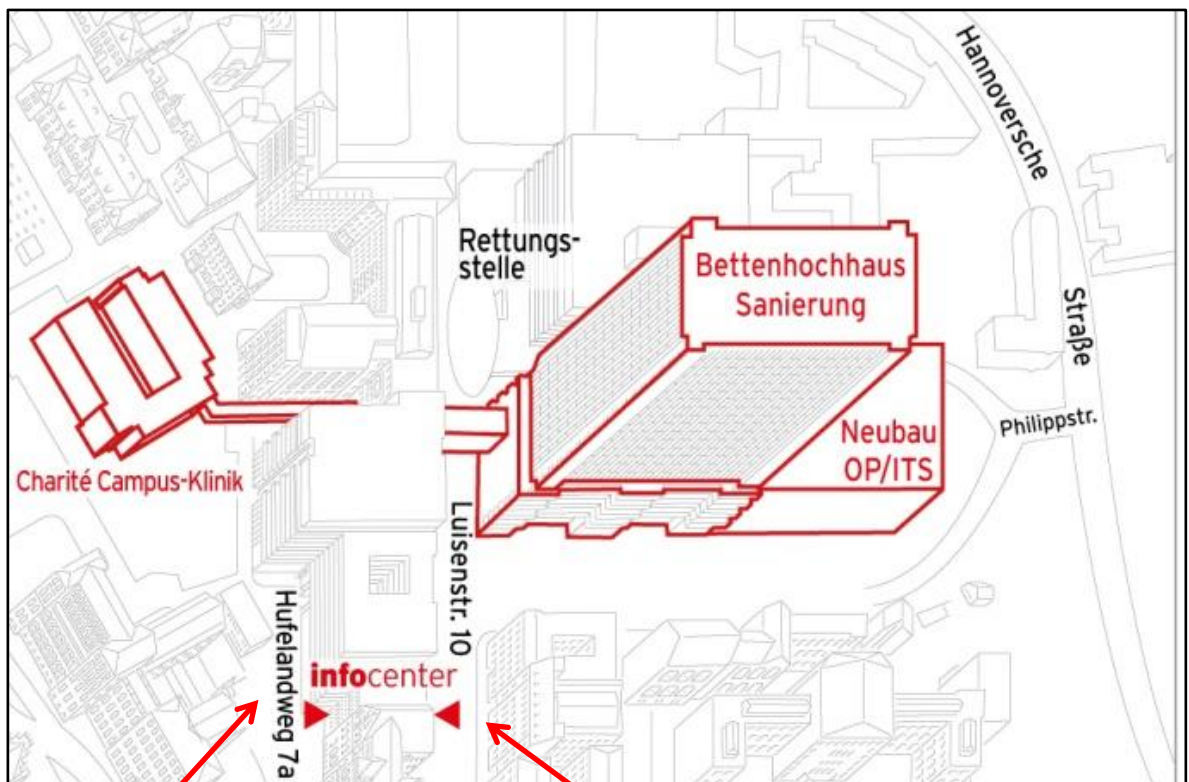 Hannoversche
Straße
Rettungs-
stelle
Bettenhochhaus
Sanierung
Neubau
OP/ITS
Philippstr.
Charité Campus-Klinik
Luisenstr. 10
Hufelandweg 7a
infocenter